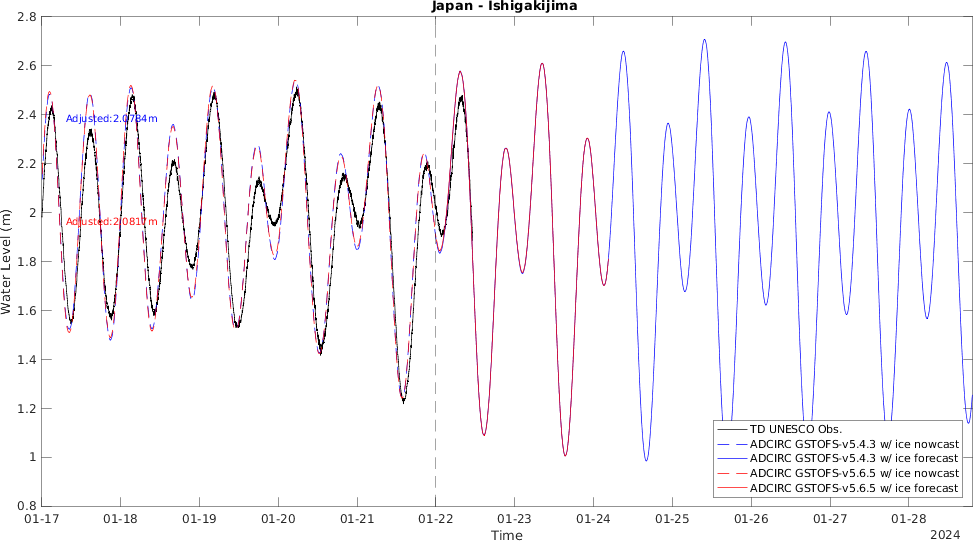 Japan - Ishigakijima
2.8
2.6
2.4
2.2
2
1.8
1.6
1.4
1.2
1
0.8
Water Level (m)
Adjusted:2.0784m
Adjusted:2.0817m
TD UNESCO Obs.
ADCIRC GSTOFS-v5.4.3 w/ ice nowcast
ADCIRC GSTOFS-v5.4.3 w/ ice forecast
ADCIRC GSTOFS-v5.6.5 w/ ice nowcast
ADCIRC GSTOFS-v5.6.5 w/ ice forecast
01-17 01-18 01-19 01-20 01-21 01-22 01-23 01-24 01-25 01-26 01-27 01-28
Time
2024